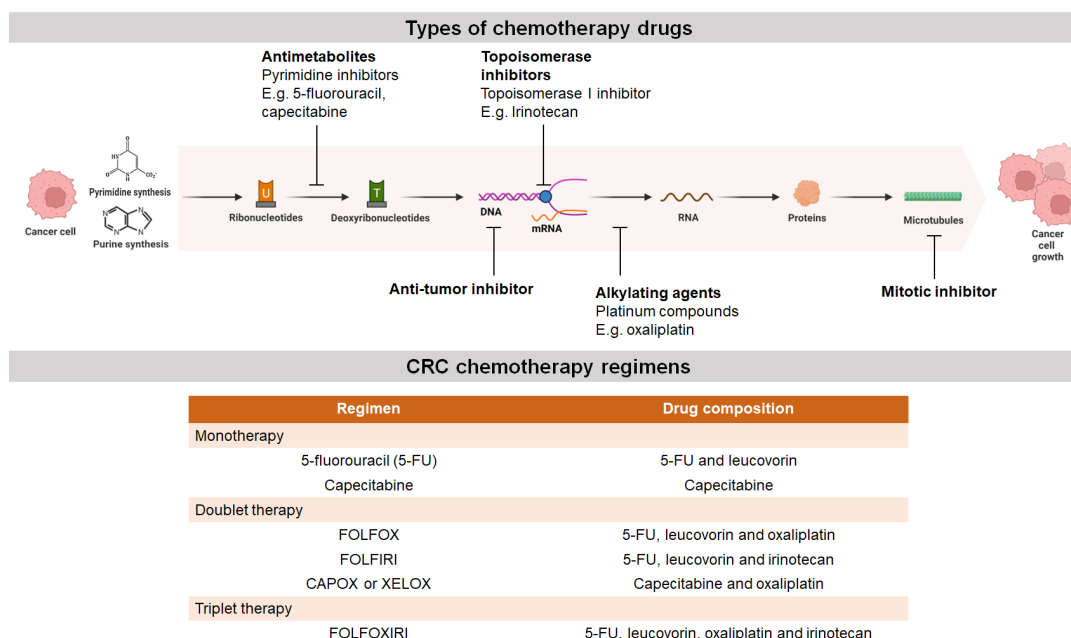 Types of chemotherapy drugs
Antimetabolites
Pyrimidine inhibitors
E.g. 5-fluorouracil,
capecitabine
Topoisomerase
inhibitors
Topoisomerase I inhibitor
E.g. Irinotecan
O
HN
O
N
H
CO₂⁻
Pyrimidine synthesis
N
N
N
N
Purine synthesis
Cancer cell
U
Ribonucleotides
T
Deoxyribonucleotides
DNA
mRNA
RNA
Proteins
Microtubules
Cancer
cell
growth
Anti-tumor inhibitor
Alkylating agents
Platinum compounds
E.g. oxaliplatin
Mitotic inhibitor
CRC chemotherapy regimens
Regimen Drug composition
Monotherapy
5-fluorouracil (5-FU) 5-FU and leucovorin
Capecitabine Capecitabine
Doublet therapy
FOLFOX 5-FU, leucovorin and oxaliplatin
FOLFIRI 5-FU, leucovorin and irinotecan
CAPOX or XELOX Capecitabine and oxaliplatin
Triplet therapy
FOLFOXIRI 5-FU, leucovorin, oxaliplatin and irinotecan